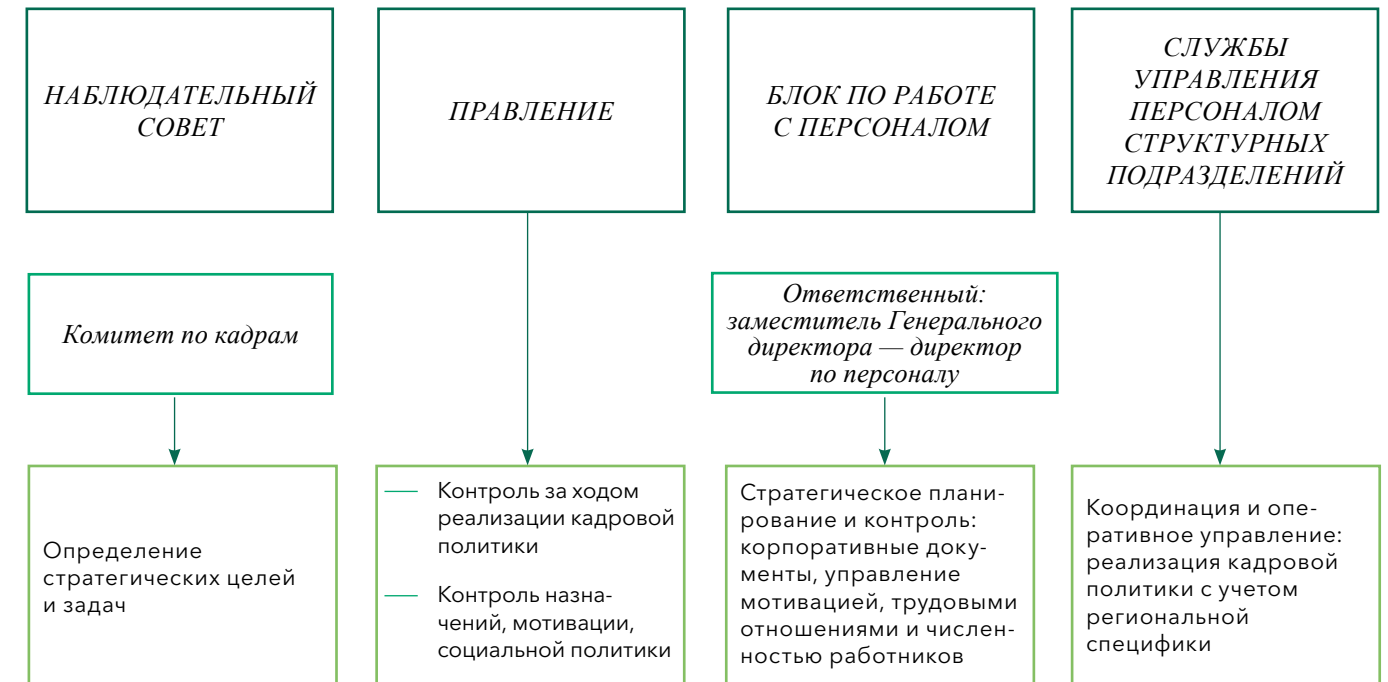 НАБЛЮДАТЕЛЬНЫЙ
СОВЕТ
ПРАВЛЕНИЕ
БЛОК ПО РАБОТЕ
С ПЕРСОНАЛОМ
СЛУЖБЫ
УПРАВЛЕНИЯ
ПЕРСОНАЛОМ
СТРУКТУРНЫХ
ПОДРАЗДЕЛЕНИЙ
Комитет по кадрам
Ответственный:
заместитель Генерального
директора — директор
по персоналу
Определение
стратегических целей
и задач
— Контроль за ходом
реализации кадровой
политики
— Контроль назна-
чений, мотивации,
социальной политики
Стратегическое плани-
рование и контроль:
корпоративные доку-
менты, управление
мотивацией, трудовыми
отношениями и числен-
ностью работников
Координация и опе-
ративное управление:
реализация кадровой
политики с учетом
региональной
специфики